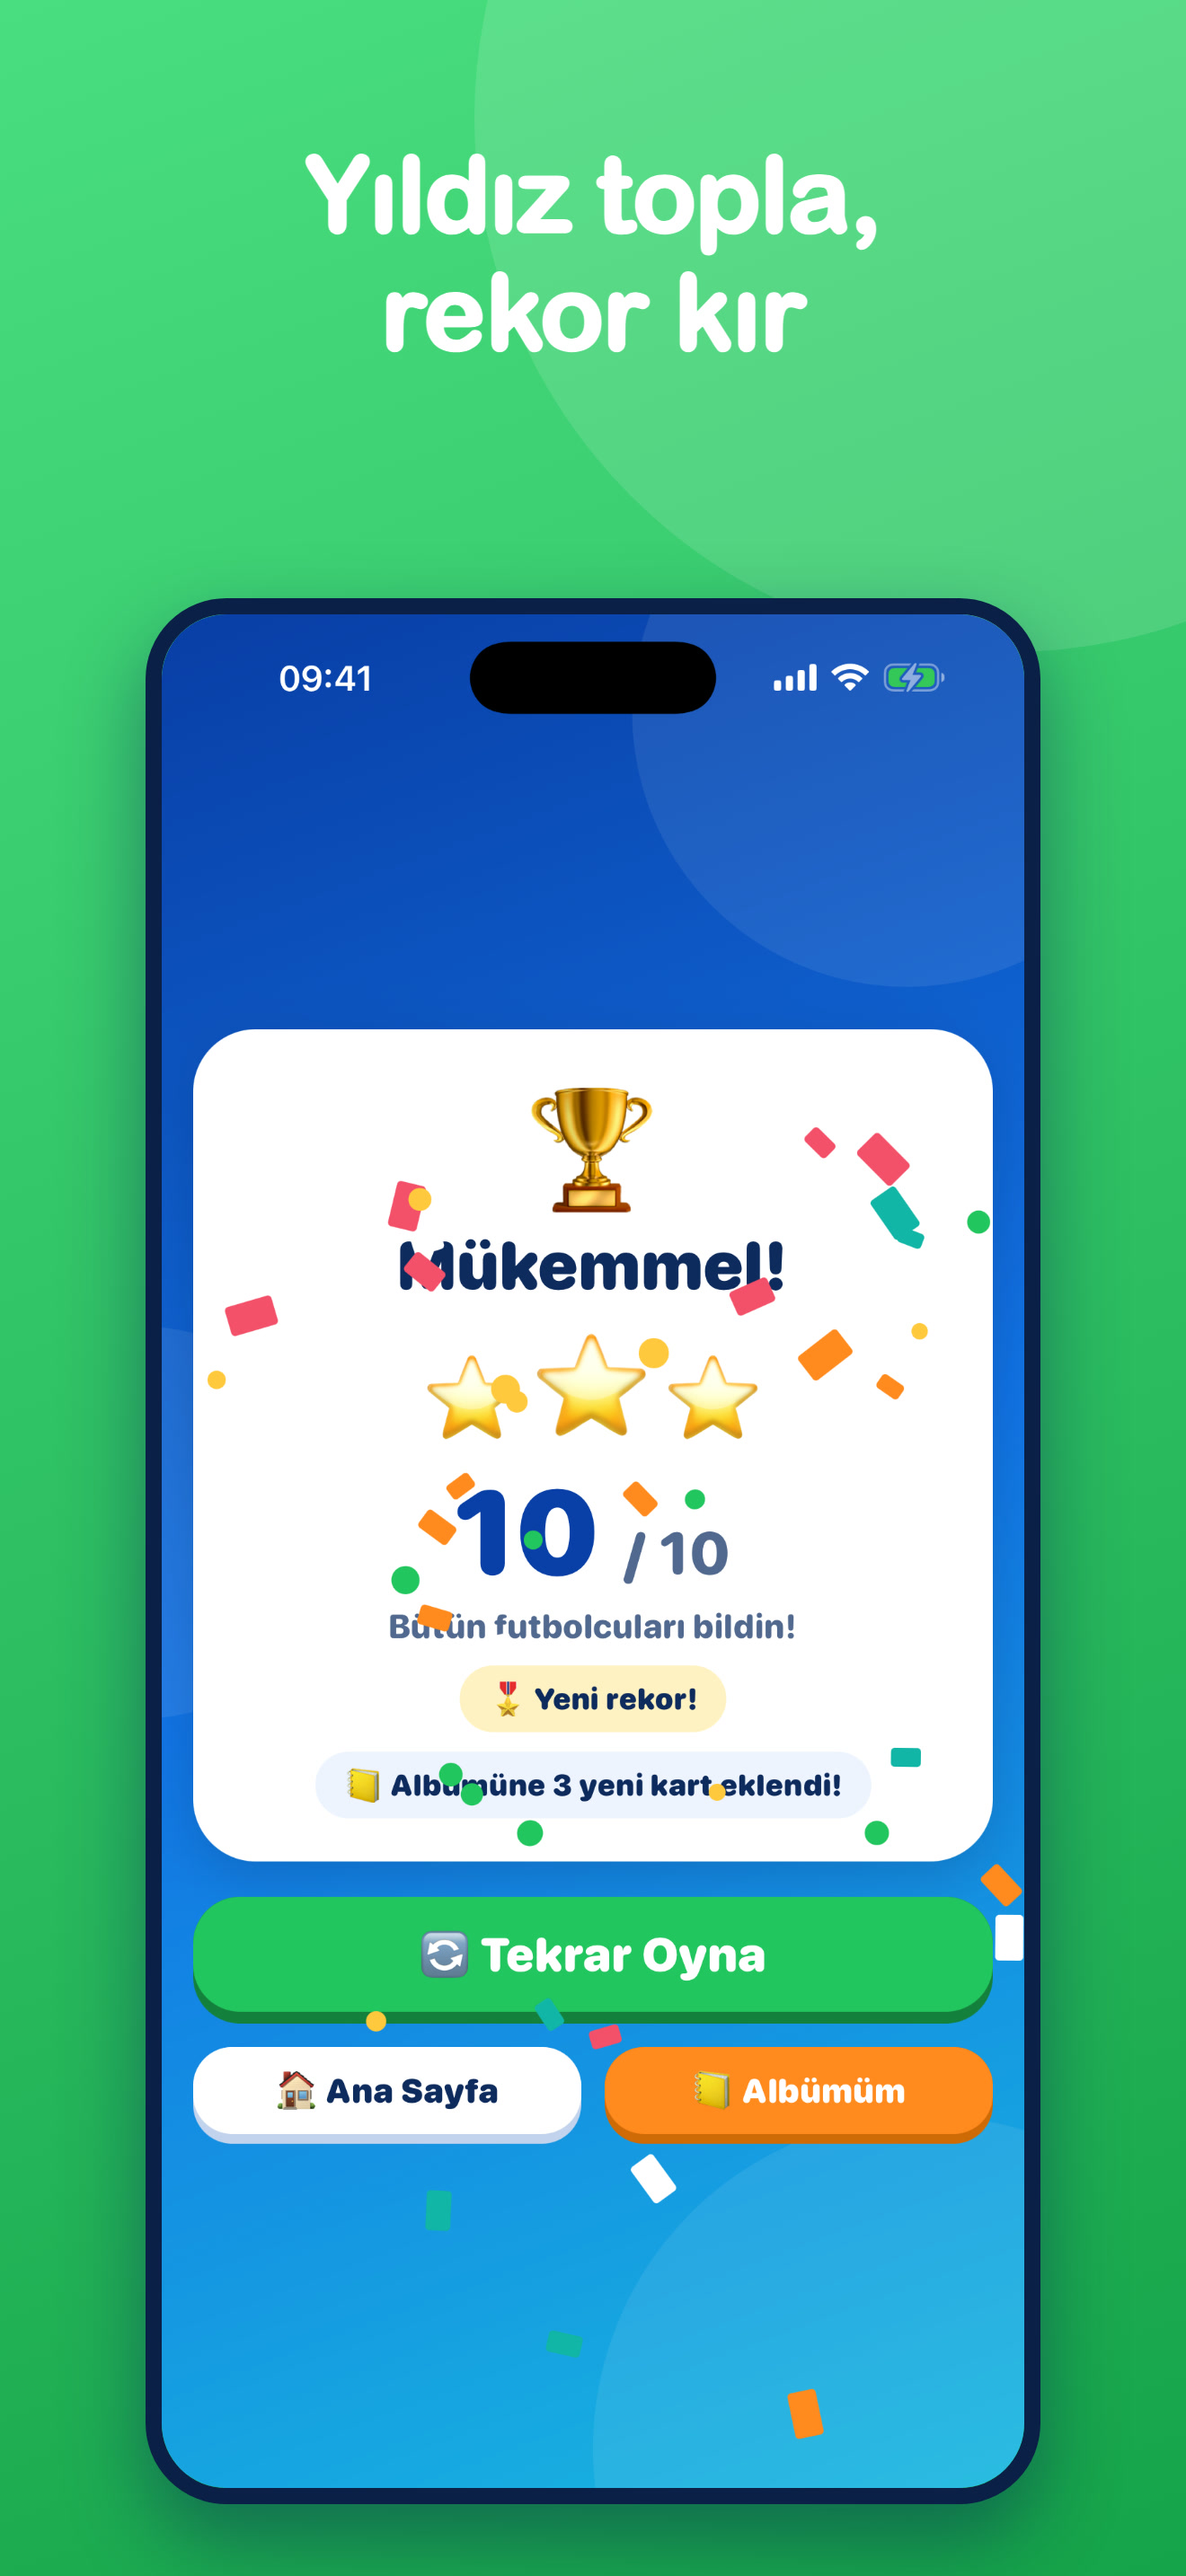 Yıldız topla,
rekor kır
09:41
Mükemmel!
10 / 10
Bütün futbolcuları bildin!
Yeni rekor!
Albümüne 3 yeni kart eklendi!
Tekrar Oyna
Ana Sayfa
Albümüm